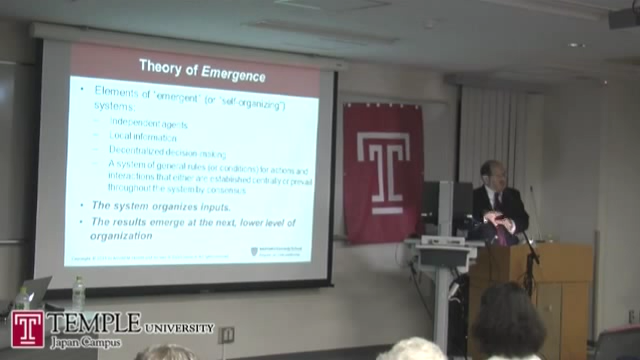 Theory of Emergence
• Elements of "emergent" (or "self organizing")
systems:
– Independent agents.
– Local information.
– Decentralized decision-making.
– A system of general rules (or conditions) for actions and
interactions that either are established centrally or prevail
throughout the system by consensus.
• The system organizes inputs.
• The results emerge at the next, lower level of
organization
T
T TEMPLE UNIVERSITY
Japan Campus